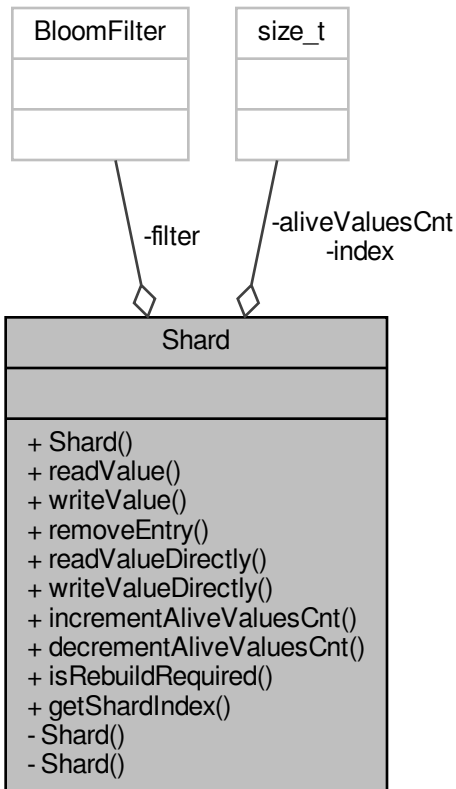 BloomFilter
size_t
-filter
-aliveValuesCnt
-index
Shard
+ Shard()
+ readValue()
+ writeValue()
+ removeEntry()
+ readValueDirectly()
+ writeValueDirectly()
+ incrementAliveValuesCnt()
+ decrementAliveValuesCnt()
+ isRebuildRequired()
+ getShardIndex()
- Shard()
- Shard()